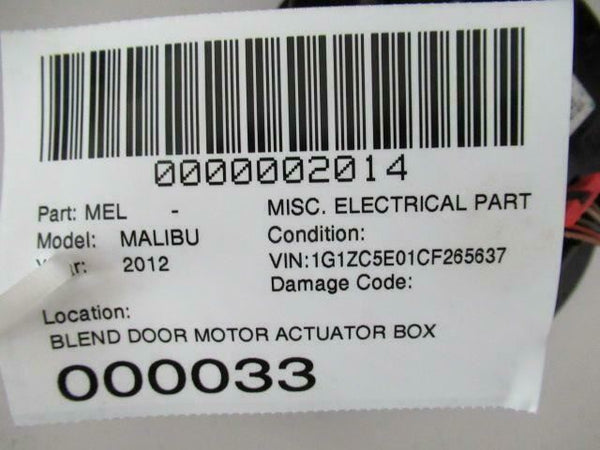 0000002014
Part: MEL - MISC. ELECTRICAL PART
Model: MALIBU Condition:
2012 VIN:1G1ZC5E01CF265637
Damage Code:
Location:
BLEND DOOR MOTOR ACTUATOR BOX
000033